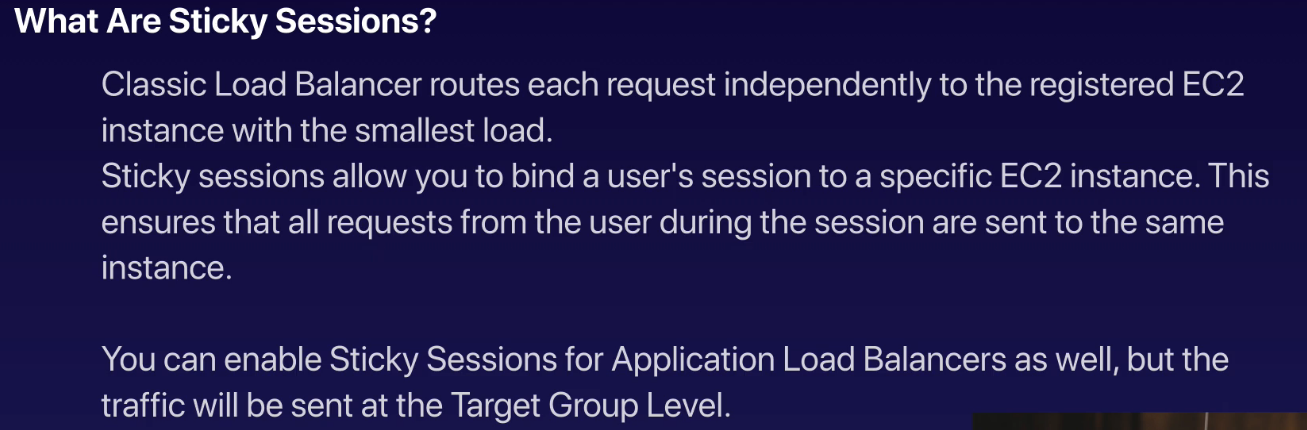 What Are Sticky Sessions?
Classic Load Balancer routes each request independently to the registered EC2
instance with the smallest load.
Sticky sessions allow you to bind a user's session to a specific EC2 instance. This
ensures that all requests from the user during the session are sent to the same
instance.
You can enable Sticky Sessions for Application Load Balancers as well, but the
traffic will be sent at the Target Group Level.